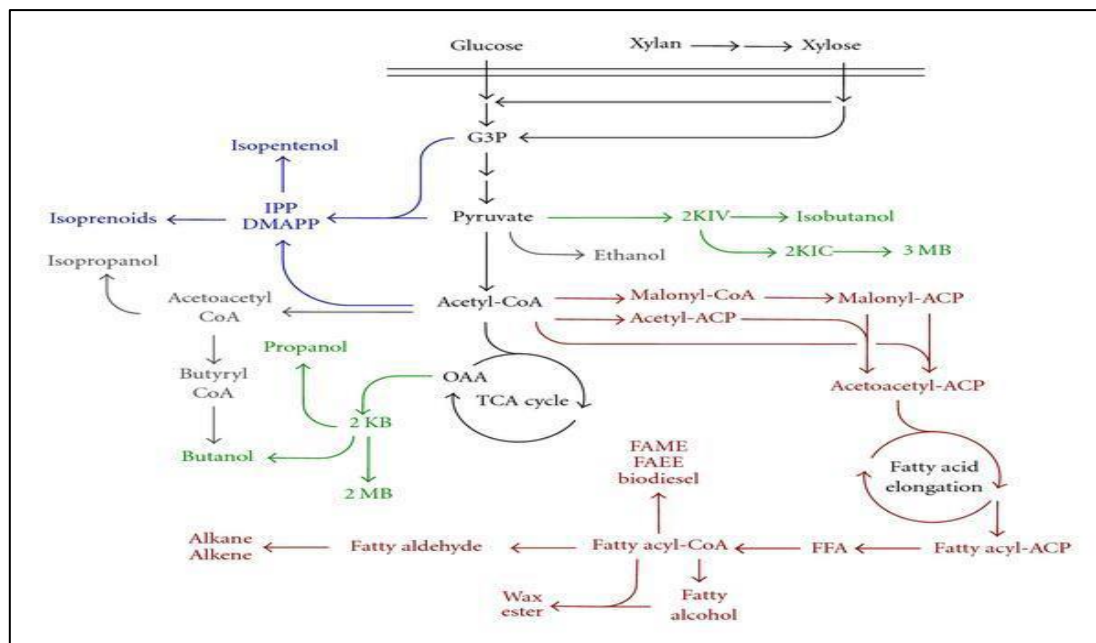 Glucose
Xylan
Xylose
G3P
Isopentenol
IPP
DMAPP
Isoprenoids
Pyruvate
2KIV
Isobutanol
Ethanol
2KIC
3 MB
Isopropanol
Acetoacetyl
CoA
Acetyl-CoA
Malonyl-CoA
Malonyl-ACP
Acetyl-ACP
Propanol
Butyryl
CoA
OAA
TCA cycle
Acetoacetyl-ACP
2 KB
Butanol
2 MB
FAME
FAEE
biodiesel
Fatty acid
elongation
Alkane
Alkene
Fatty aldehyde
Fatty acyl-CoA
FFA
Fatty acyl-ACP
Wax
ester
Fatty
alcohol